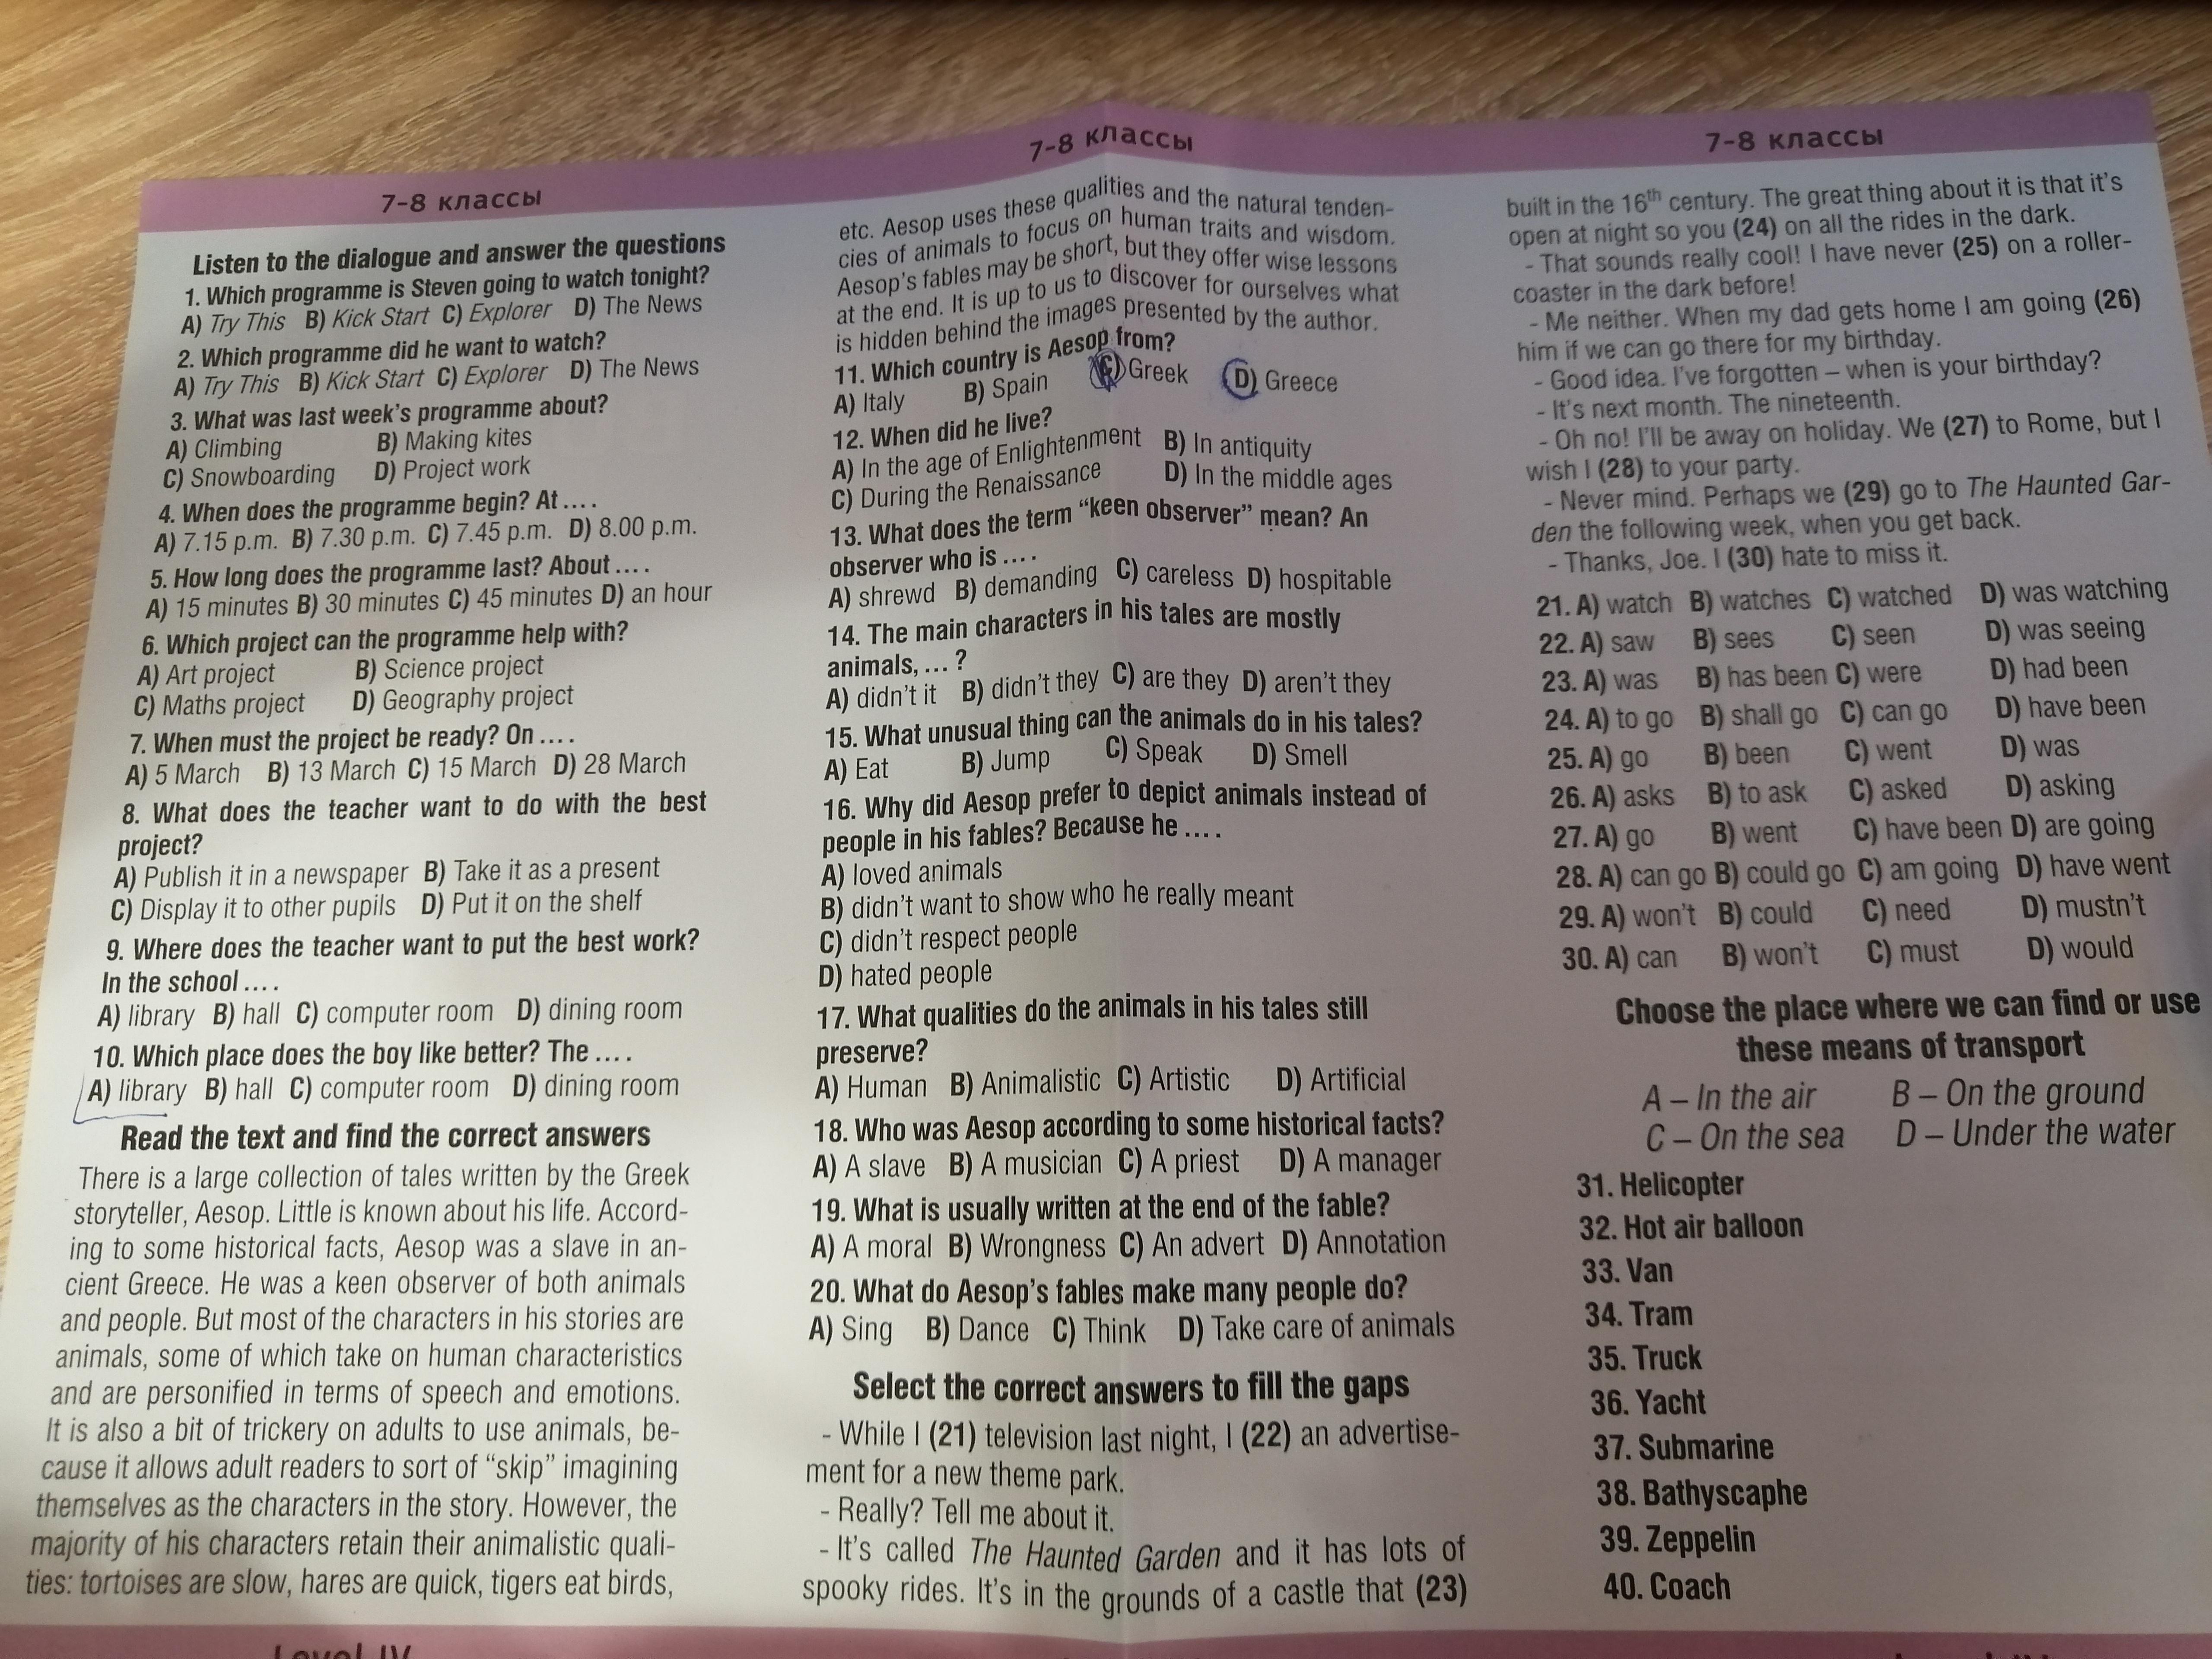 7-8 классы
Listen to the dialogue and answer the questions
1. Which programme is Steven going to watch tonight?
A) Try This B) Kick Start C) Explorer D) The News
2. Which programme did he want to watch?
A) Try This B) Kick Start C) Explorer D) The News
3. What was last week's programme about?
A) Climbing B) Making kites
C) Snowboarding D) Project work
4. When does the programme begin? At ....
A) 7.15 p.m. B) 7.30 p.m. C) 7.45 p.m. D) 8.00 p.m.
5. How long does the programme last? About ....
A) 15 minutes B) 30 minutes C) 45 minutes D) an hour
6. Which project can the programme help with?
A) Art project B) Science project
C) Maths project D) Geography project
7. When must the project be ready? On ....
A) 5 March B) 13 March C) 15 March D) 28 March
8. What does the teacher want to do with the best
project?
A) Publish it in a newspaper B) Take it as a present
C) Display it to other pupils D) Put it on the shelf
9. Where does the teacher want to put the best work?
In the school ....
A) library B) hall C) computer room D) dining room
10. Which place does the boy like better? The ....
A) library B) hall C) computer room D) dining room
Read the text and find the correct answers
There is a large collection of tales written by the Greek
storyteller, Aesop. Little is known about his life. Accord-
ing to some historical facts, Aesop was a slave in an-
cient Greece. He was a keen observer of both animals
and people. But most of the characters in his stories are
animals, some of which take on human characteristics
and are personified in terms of speech and emotions.
It is also a bit of trickery on adults to use animals, be-
cause it allows adult readers to sort of "skip" imagining
themselves as the characters in the story. However, the
majority of his characters retain their animalistic quali-
ties: tortoises are slow, hares are quick, tigers eat birds,
Level IV
7-8 классы
etc. Aesop uses these qualities and the natural tenden-
cies of animals to focus on human traits and wisdom.
Aesop's fables may be short, but they offer wise lessons
at the end. It is up to us to discover for ourselves what
is hidden behind the images presented by the author.
11. Which country is Aesop from?
A) Italy B) Spain C) Greek D) Greece
12. When did he live?
A) In the age of Enlightenment B) In antiquity
C) During the Renaissance D) In the middle ages
13. What does the term "keen observer" mean? An
observer who is ....
A) shrewd B) demanding C) careless D) hospitable
14. The main characters in his tales are mostly
animals, ... ?
A) didn't it B) didn't they C) are they D) aren't they
15. What unusual thing can the animals do in his tales?
A) Eat B) Jump C) Speak D) Smell
16. Why did Aesop prefer to depict animals instead of
people in his fables? Because he ....
A) loved animals
B) didn't want to show who he really meant
C) didn't respect people
D) hated people
17. What qualities do the animals in his tales still
preserve?
A) Human B) Animalistic C) Artistic D) Artificial
18. Who was Aesop according to some historical facts?
A) A slave B) A musician C) A priest D) A manager
19. What is usually written at the end of the fable?
A) A moral B) Wrongness C) An advert D) Annotation
20. What do Aesop's fables make many people do?
A) Sing B) Dance C) Think D) Take care of animals
Select the correct answers to fill the gaps
- While I (21) television last night, I (22) an advertise-
ment for a new theme park.
- Really? Tell me about it.
- It's called The Haunted Garden and it has lots of
spooky rides. It's in the grounds of a castle that (23)
7-8 классы
built in the 16th century. The great thing about it is that it's
open at night so you (24) on all the rides in the dark.
- That sounds really cool! I have never (25) on a roller-
coaster in the dark before!
- Me neither. When my dad gets home I am going (26)
him if we can go there for my birthday.
- Good idea. I've forgotten – when is your birthday?
- It's next month. The nineteenth.
- Oh no! I'll be away on holiday. We (27) to Rome, but I
wish I (28) to your party.
- Never mind. Perhaps we (29) go to The Haunted Gar-
den the following week, when you get back.
- Thanks, Joe. I (30) hate to miss it.
21. A) watch B) watches C) watched D) was watching
22. A) saw B) sees C) seen D) was seeing
23. A) was B) has been C) were D) had been
24. A) to go B) shall go C) can go D) have been
25. A) go B) been C) went D) was
26. A) asks B) to ask C) asked D) asking
27. A) go B) went C) have been D) are going
28. A) can go B) could go C) am going D) have went
29. A) won't B) could C) need D) mustn't
30. A) can B) won't C) must D) would
Choose the place where we can find or use
these means of transport
A – In the air B – On the ground
C – On the sea D – Under the water
31. Helicopter
32. Hot air balloon
33. Van
34. Tram
35. Truck
36. Yacht
37. Submarine
38. Bathyscaphe
39. Zeppelin
40. Coach